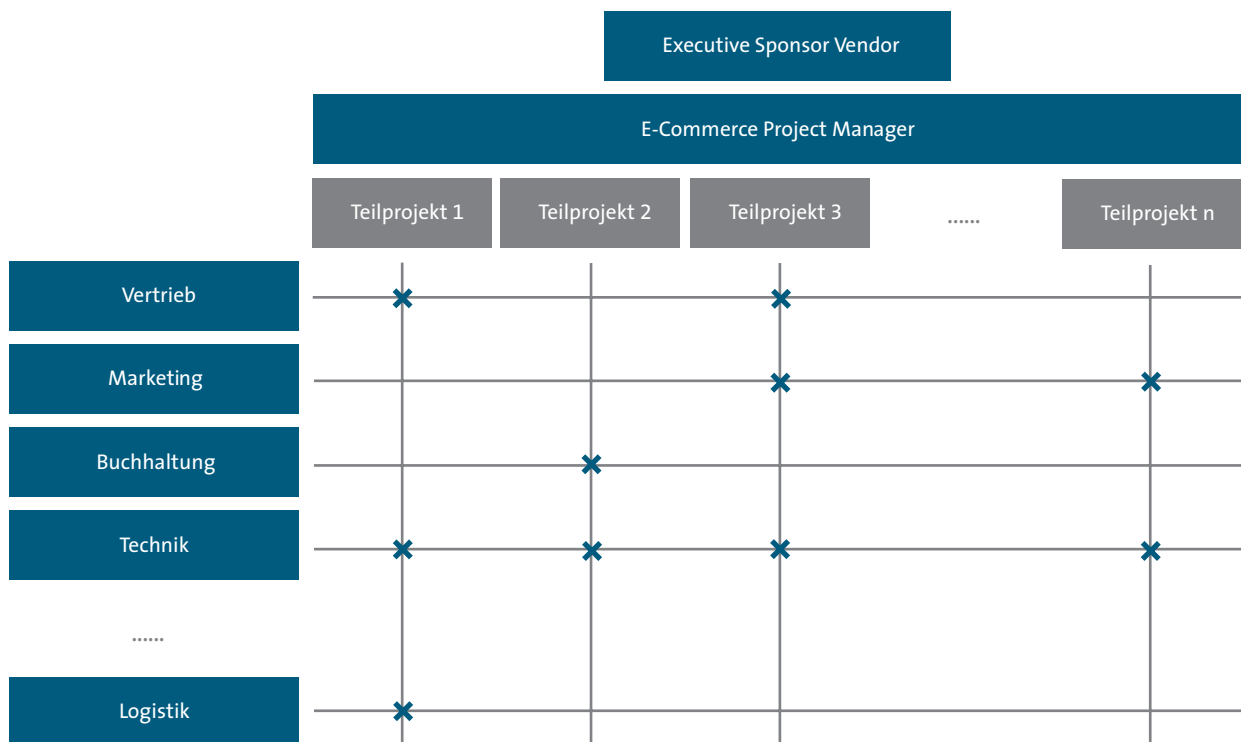 Executive Sponsor Vendor
E-Commerce Project Manager
Teilprojekt 1
Teilprojekt 2
Teilprojekt 3
......
Teilprojekt n
Vertrieb
Marketing
Buchhaltung
Technik
......
Logistik